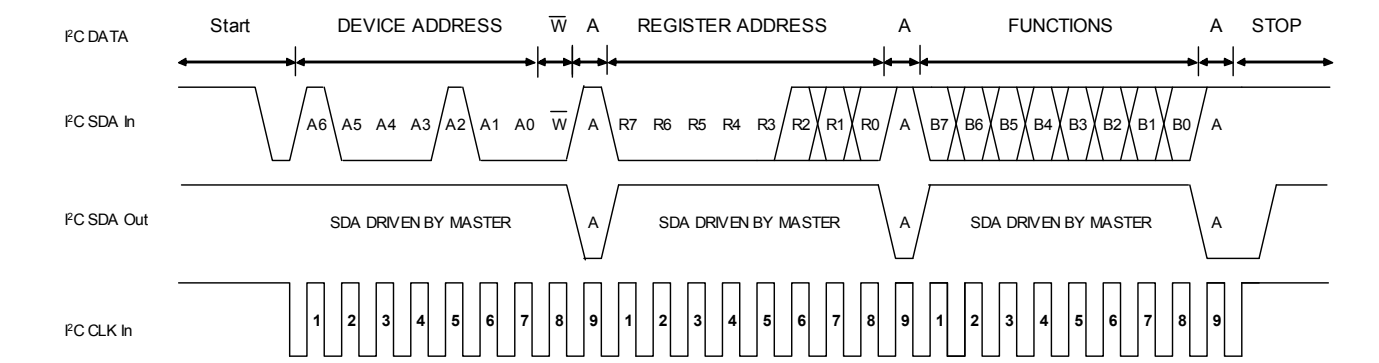 I²C DATA Start DEVICE ADDRESS W̅ A REGISTER ADDRESS A FUNCTIONS A STOP
I²C SDA In A6 A5 A4 A3 A2 A1 A0 W̅ A R7 R6 R5 R4 R3 R2 R1 R0 A B7 B6 B5 B4 B3 B2 B1 B0 A
I²C SDA Out SDA DRIVEN BY MASTER A SDA DRIVEN BY MASTER A SDA DRIVEN BY MASTER A
I²C CLK In 1 2 3 4 5 6 7 8 9 1 2 3 4 5 6 7 8 9 1 2 3 4 5 6 7 8 9